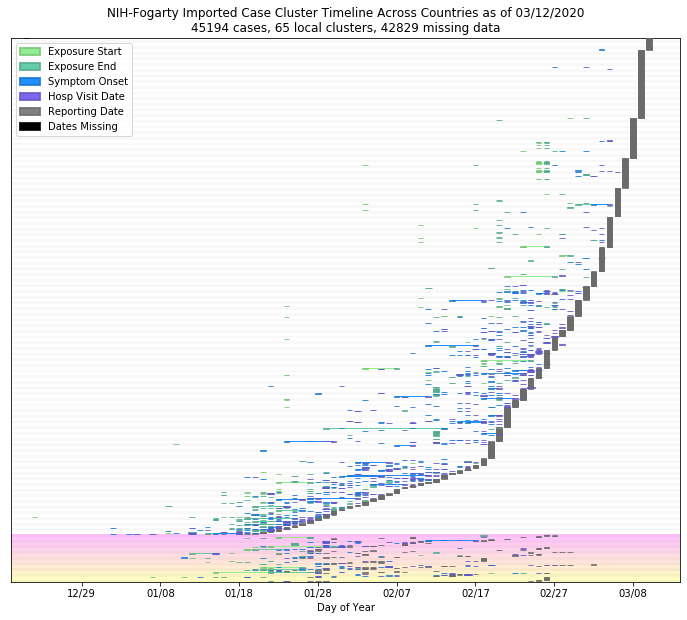 NIH-Fogarty Imported Case Cluster Timeline Across Countries as of 03/12/2020
45194 cases, 65 local clusters, 42829 missing data
Exposure Start
Exposure End
Symptom Onset
Hosp Visit Date
Reporting Date
Dates Missing
12/29 01/08 01/18 01/28 02/07 02/17 02/27 03/08
Day of Year